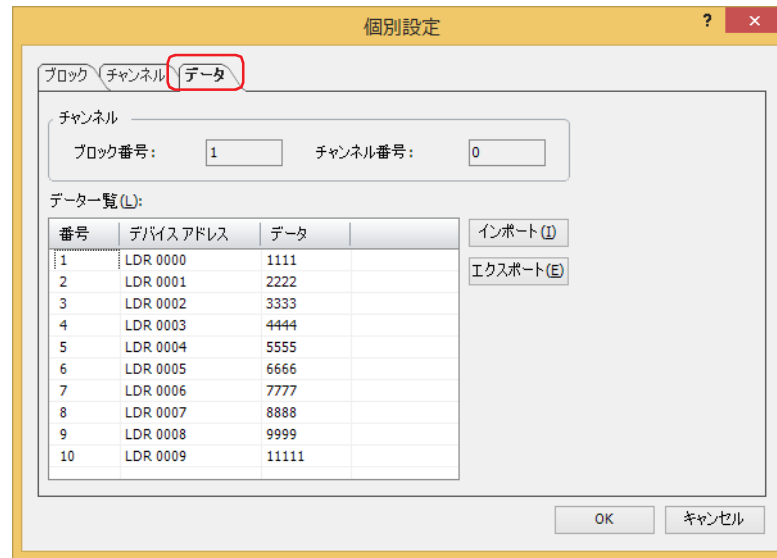 個別設定
? ×
ブロック チャンネル データ
チャンネル
ブロック番号: 1 チャンネル番号: 0
データ一覧(L):
番号 デバイス アドレス データ
1 LDR 0000 1111
2 LDR 0001 2222
3 LDR 0002 3333
4 LDR 0003 4444
5 LDR 0004 5555
6 LDR 0005 6666
7 LDR 0006 7777
8 LDR 0007 8888
9 LDR 0008 9999
10 LDR 0009 11111
インポート(I)
エクスポート(E)
OK キャンセル